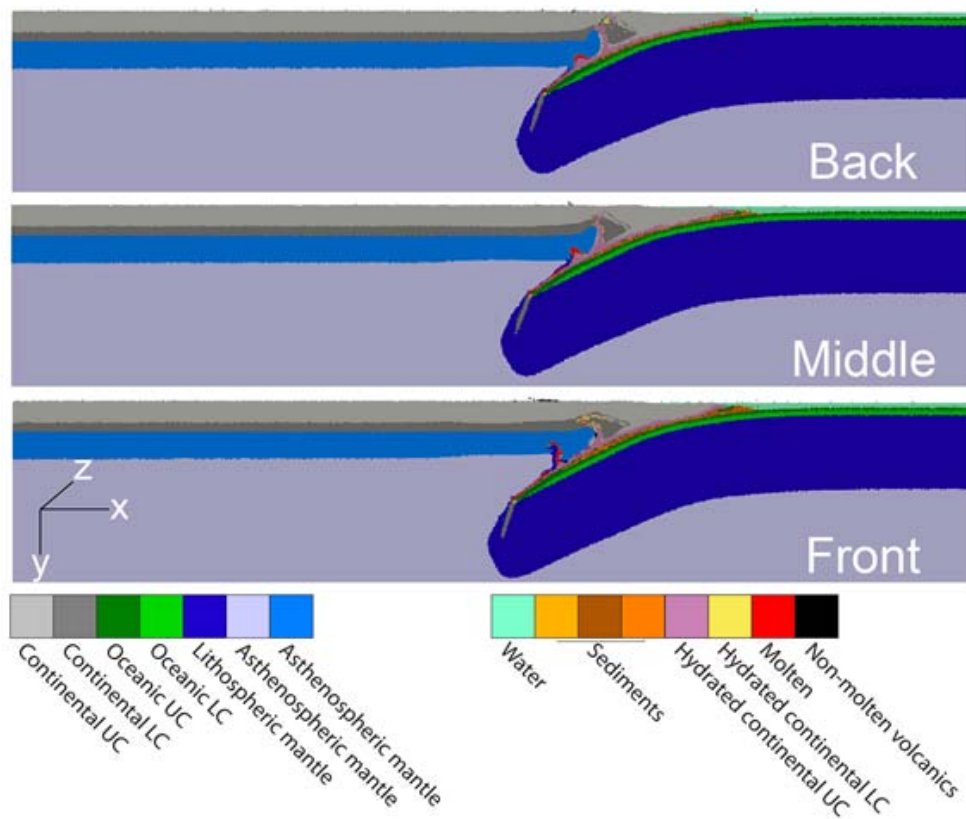 Back
Middle
z
x
y
Front
Continental UC
Continental LC
Oceanic UC
Oceanic LC
Lithospheric mantle
Asthenospheric mantle
Asthenospheric mantle
Water
Sediments
Hydrated continental UC
Hydrated continental LC
Molten
Non-molten volcanics